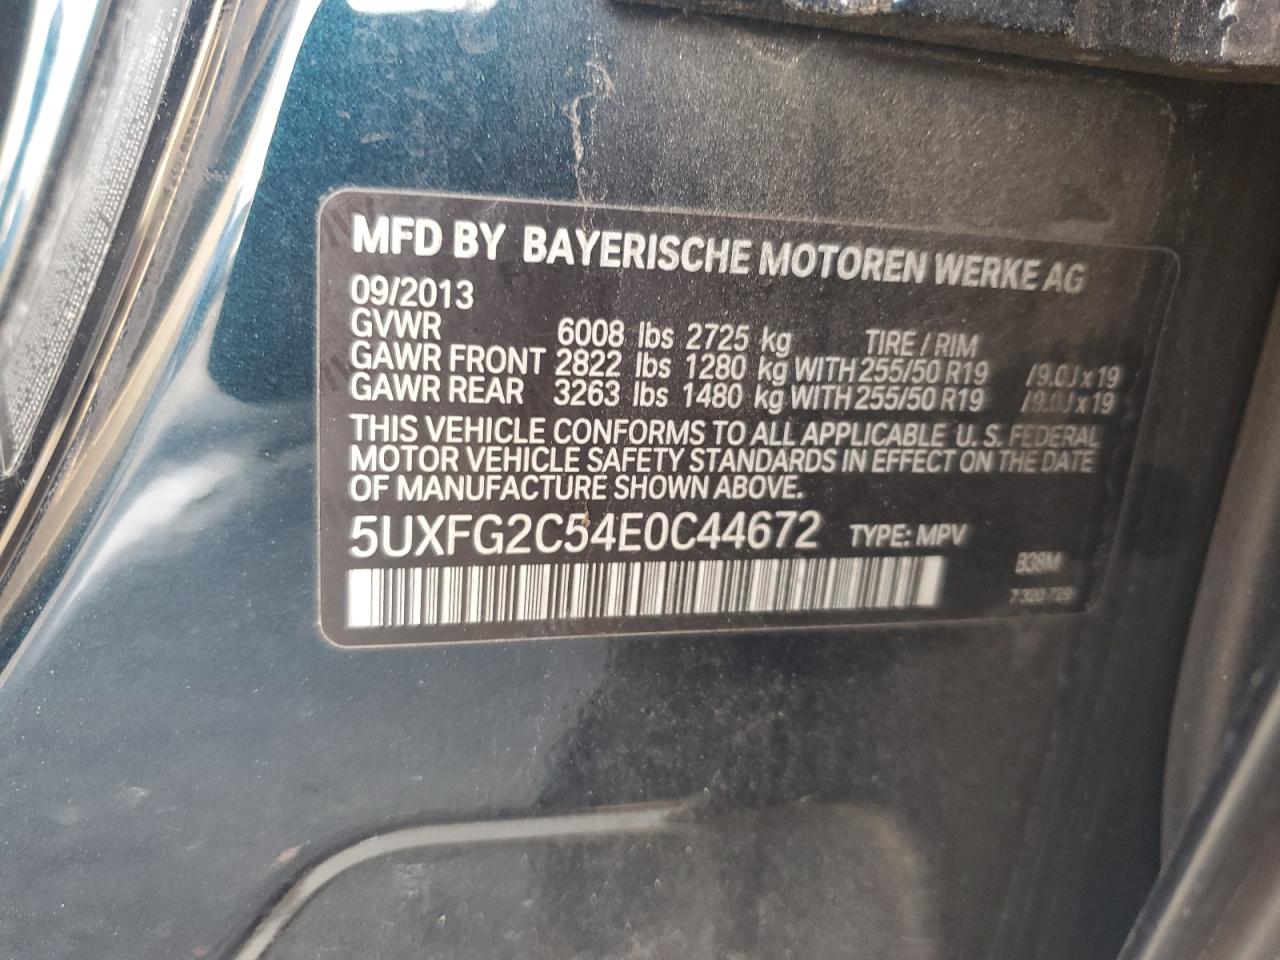 MFD BY BAYERISCHE MOTOREN WERKE AG
09/2013
GVWR 6008 lbs 2725 kg TIRE / RIM
GAWR FRONT 2822 lbs 1280 kg WITH 255/50 R19 /9.0J x 19
GAWR REAR 3263 lbs 1480 kg WITH 255/50 R19 /9.0J x 19
THIS VEHICLE CONFORMS TO ALL APPLICABLE U. S. FEDERAL
MOTOR VEHICLE SAFETY STANDARDS IN EFFECT ON THE DATE
OF MANUFACTURE SHOWN ABOVE.
5UXFG2C54E0C44672 TYPE: MPV
B38M
7 320 729